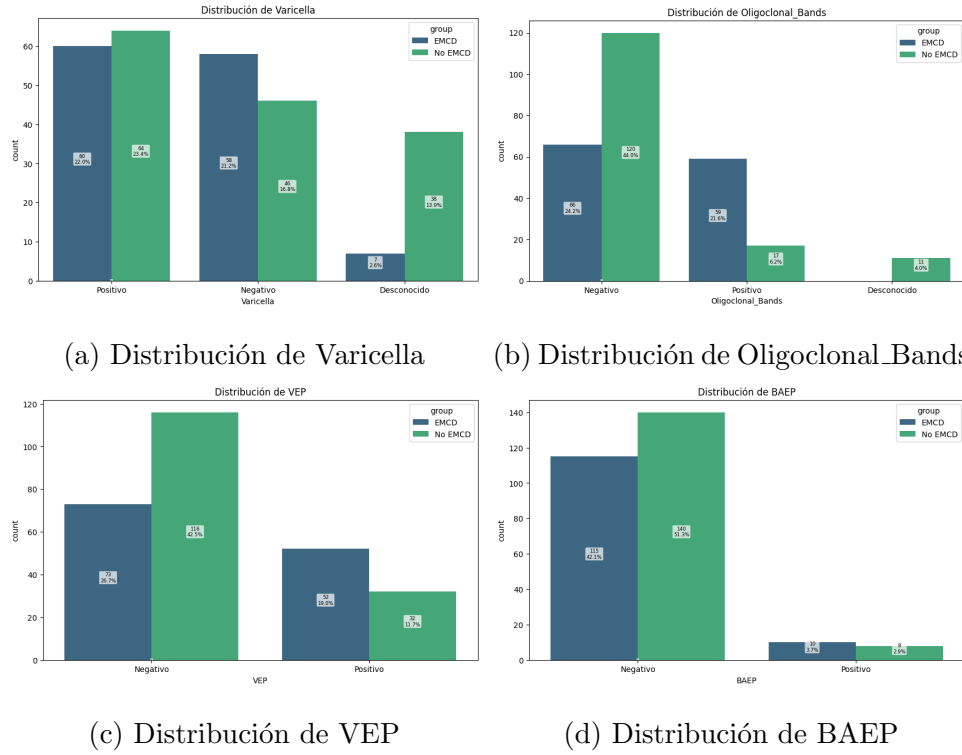 Distribución de Varicella
group
EMCD
No EMCD
count
60
50
40
30
20
10
0
60
22.0%
64
23.4%
58
21.2%
46
16.8%
7
2.6%
38
13.9%
Positivo
Negativo
Desconocido
Varicella
(a) Distribución de Varicella
Distribución de Oligoclonal_Bands
group
EMCD
No EMCD
count
120
100
80
60
40
20
0
66
24.2%
120
44.0%
59
21.6%
17
6.2%
11
4.0%
Negativo
Positivo
Desconocido
Oligoclonal_Bands
(b) Distribución de Oligoclonal_Bands
Distribución de VEP
group
EMCD
No EMCD
count
120
100
80
60
40
20
0
73
26.7%
116
42.5%
52
19.0%
32
11.7%
Negativo
Positivo
VEP
(c) Distribución de VEP
Distribución de BAEP
group
EMCD
No EMCD
count
140
120
100
80
60
40
20
0
115
42.1%
140
51.3%
10
3.7%
8
2.9%
Negativo
Positivo
BAEP
(d) Distribución de BAEP